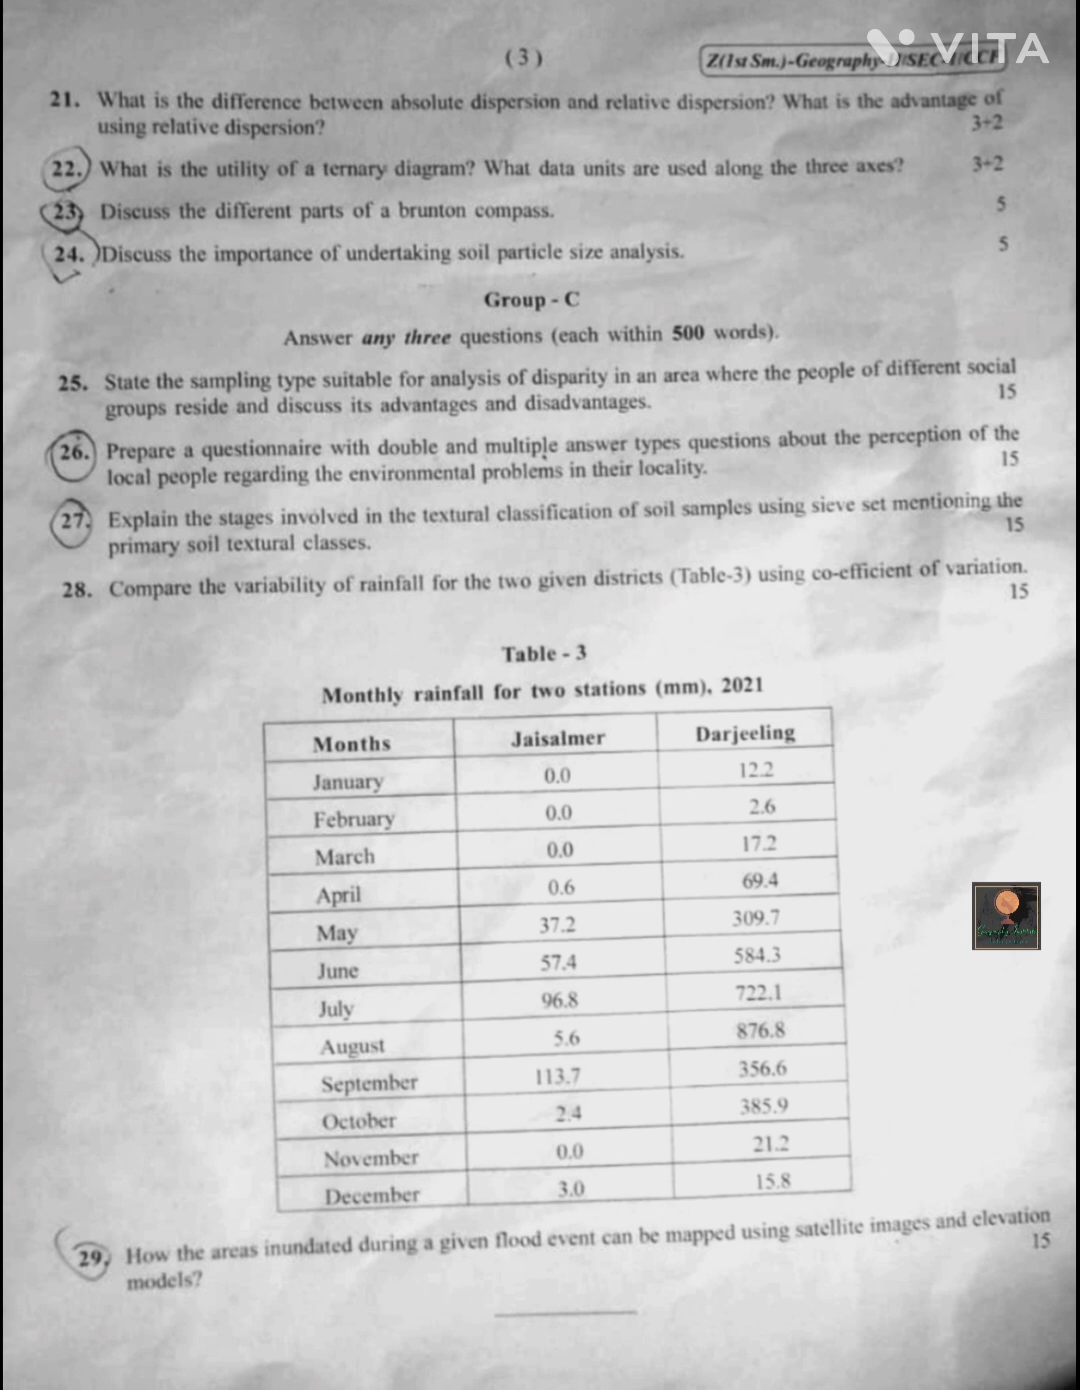 VITA
(3)
Z(1st Sm.)-Geography-
21. What is the difference between absolute dispersion and relative dispersion? What is the advantage of
using relative dispersion? 3+2
22. What is the utility of a ternary diagram? What data units are used along the three axes? 3+2
23. Discuss the different parts of a brunton compass. 5
24. Discuss the importance of undertaking soil particle size analysis. 5
Group - C
Answer any three questions (each within 500 words).
25. State the sampling type suitable for analysis of disparity in an area where the people of different social
groups reside and discuss its advantages and disadvantages. 15
26. Prepare a questionnaire with double and multiple answer types questions about the perception of the
local people regarding the environmental problems in their locality. 15
27. Explain the stages involved in the textural classification of soil samples using sieve set mentioning the
primary soil textural classes. 15
28. Compare the variability of rainfall for the two given districts (Table-3) using co-efficient of variation.
15
Table - 3
Monthly rainfall for two stations (mm), 2021
Months Jaisalmer Darjeeling
January 0.0 12.2
February 0.0 2.6
March 0.0 17.2
April 0.6 69.4
May 37.2 309.7
June 57.4 584.3
July 96.8 722.1
August 5.6 876.8
September 113.7 356.6
October 2.4 385.9
November 0.0 21.2
December 3.0 15.8
29. How the areas inundated during a given flood event can be mapped using satellite images and elevation
models? 15